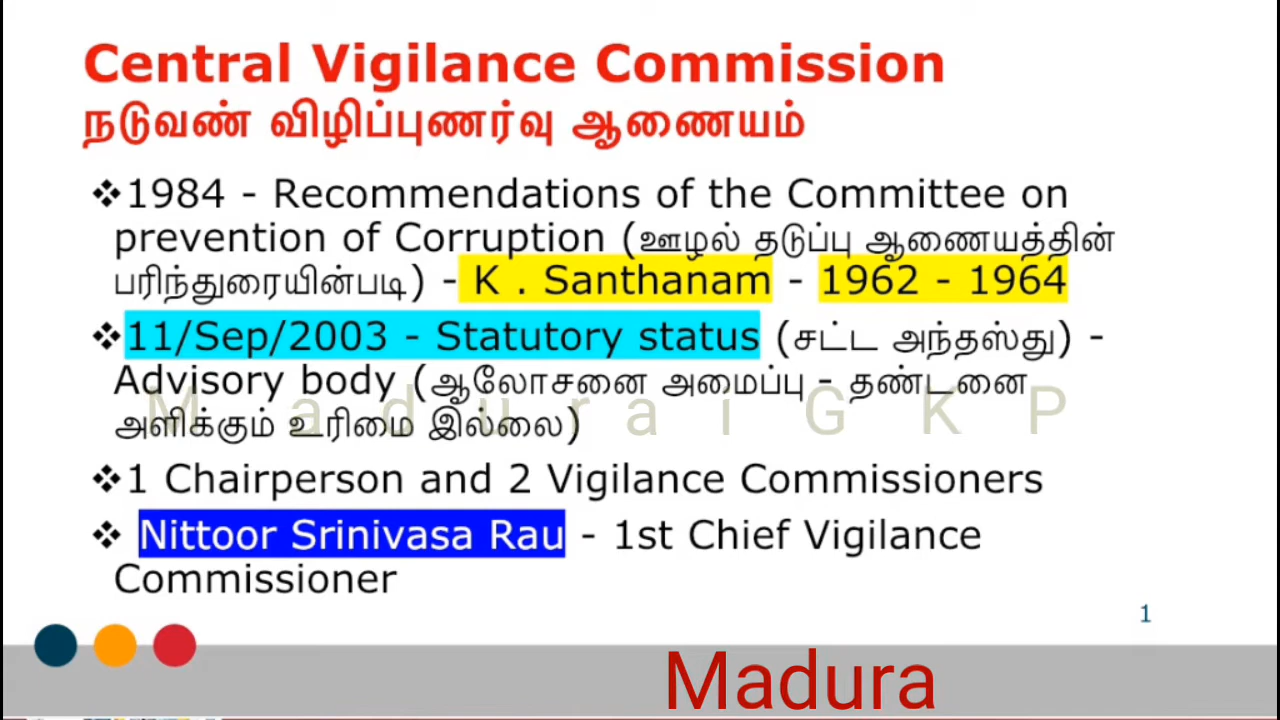 Central Vigilance Commission
நடுவண் விழிப்புணர்வு ஆணையம்
❖1984 - Recommendations of the Committee on
prevention of Corruption (ஊழல் தடுப்பு ஆணையத்தின்
பரிந்துரையின்படி) - K . Santhanam - 1962 - 1964
❖11/Sep/2003 - Statutory status (சட்ட அந்தஸ்து) -
Advisory body (ஆலோசனை அமைப்பு - தண்டனை
அளிக்கும் உரிமை இல்லை)
Madurai GKP
❖1 Chairperson and 2 Vigilance Commissioners
❖ Nittoor Srinivasa Rau - 1st Chief Vigilance
Commissioner
1
Madura